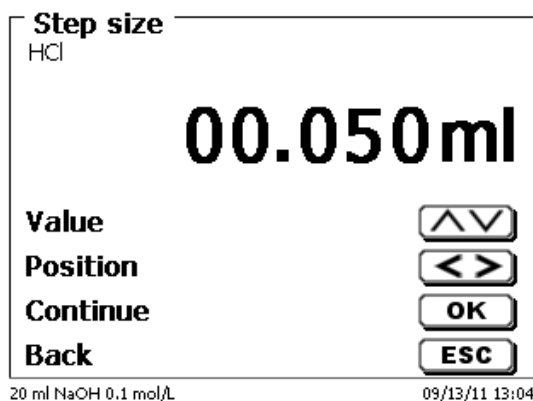 Step size
HCl
00.050ml
Value
Position < >
Continue OK
Back ESC
20 ml NaOH 0.1 mol/L 09/13/11 13:04